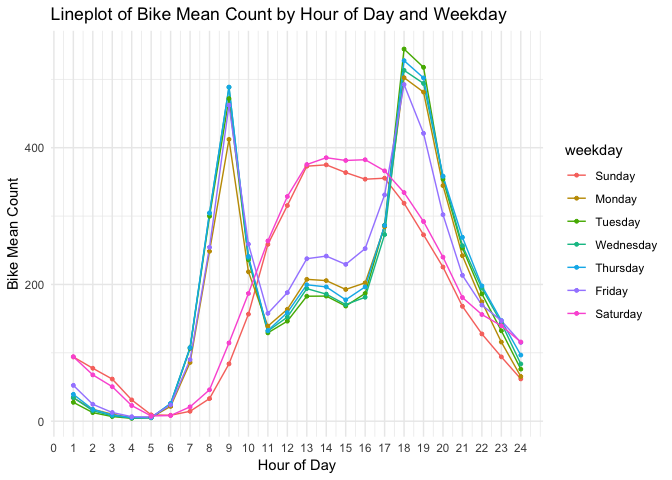 Lineplot of Bike Mean Count by Hour of Day and Weekday
Bike Mean Count
400
200
0
0 1 2 3 4 5 6 7 8 9 10 11 12 13 14 15 16 17 18 19 20 21 22 23 24
Hour of Day
weekday
Sunday
Monday
Tuesday
Wednesday
Thursday
Friday
Saturday